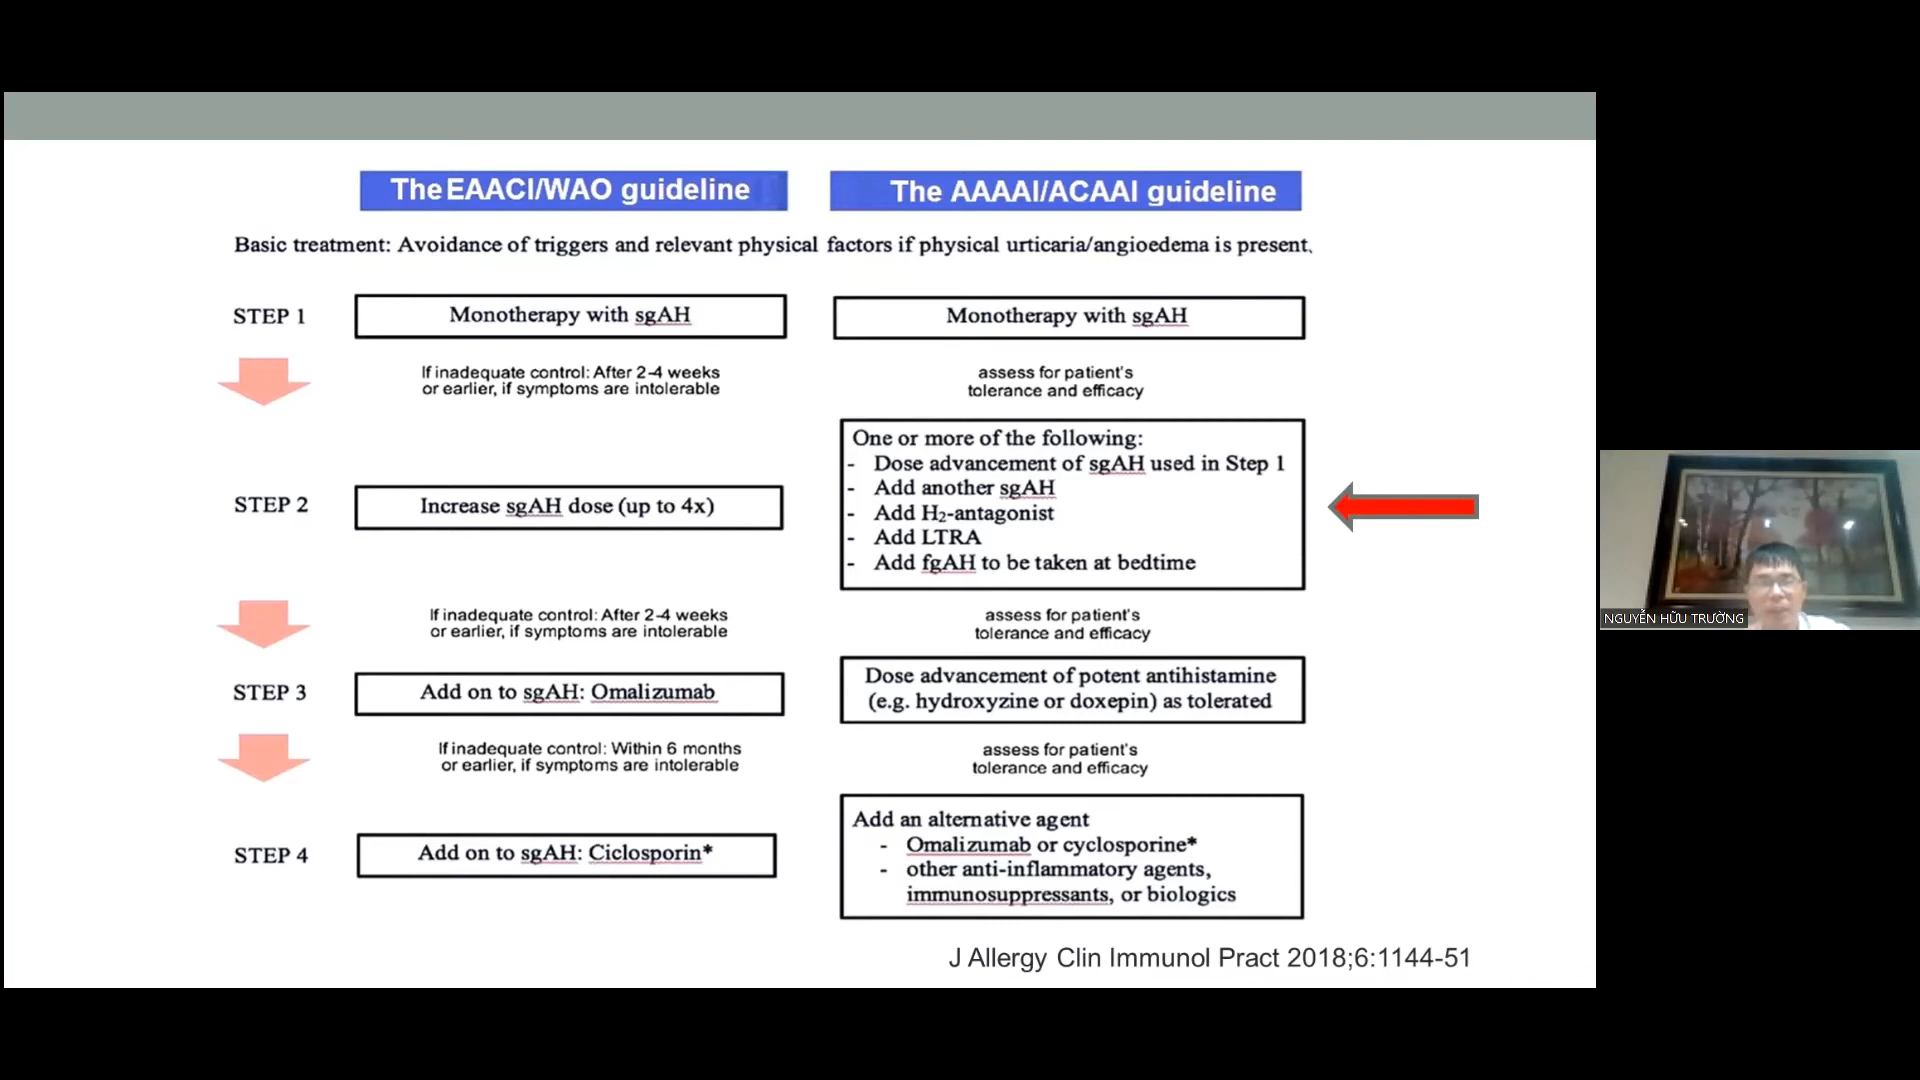 The EAACI/WAO guideline
The AAAAI/ACAAI guideline
Basic treatment: Avoidance of triggers and relevant physical factors if physical urticaria/angioedema is present、
STEP 1
Monotherapy with sgAH
Monotherapy with sgAH
If inadequate control: After 2-4 weeks
or earlier, if symptoms are intolerable
assess for patient's
tolerance and efficacy
STEP 2
Increase sgAH dose (up to 4x)
One or more of the following:
- Dose advancement of sgAH used in Step 1
- Add another sgAH
- Add H₂-antagonist
- Add LTRA
- Add fgAH to be taken at bedtime
If inadequate control: After 2-4 weeks
or earlier, if symptoms are intolerable
assess for patient's
tolerance and efficacy
STEP 3
Add on to sgAH: Omalizumab
Dose advancement of potent antihistamine
(e.g. hydroxyzine or doxepin) as tolerated
If inadequate control: Within 6 months
or earlier, if symptoms are intolerable
assess for patient's
tolerance and efficacy
STEP 4
Add on to sgAH: Ciclosporin*
Add an alternative agent
- Omalizumab or cyclosporine*
- other anti-inflammatory agents,
immunosuppressants, or biologics
J Allergy Clin Immunol Pract 2018;6:1144-51
NGUYỄN HỮU TRƯỜNG